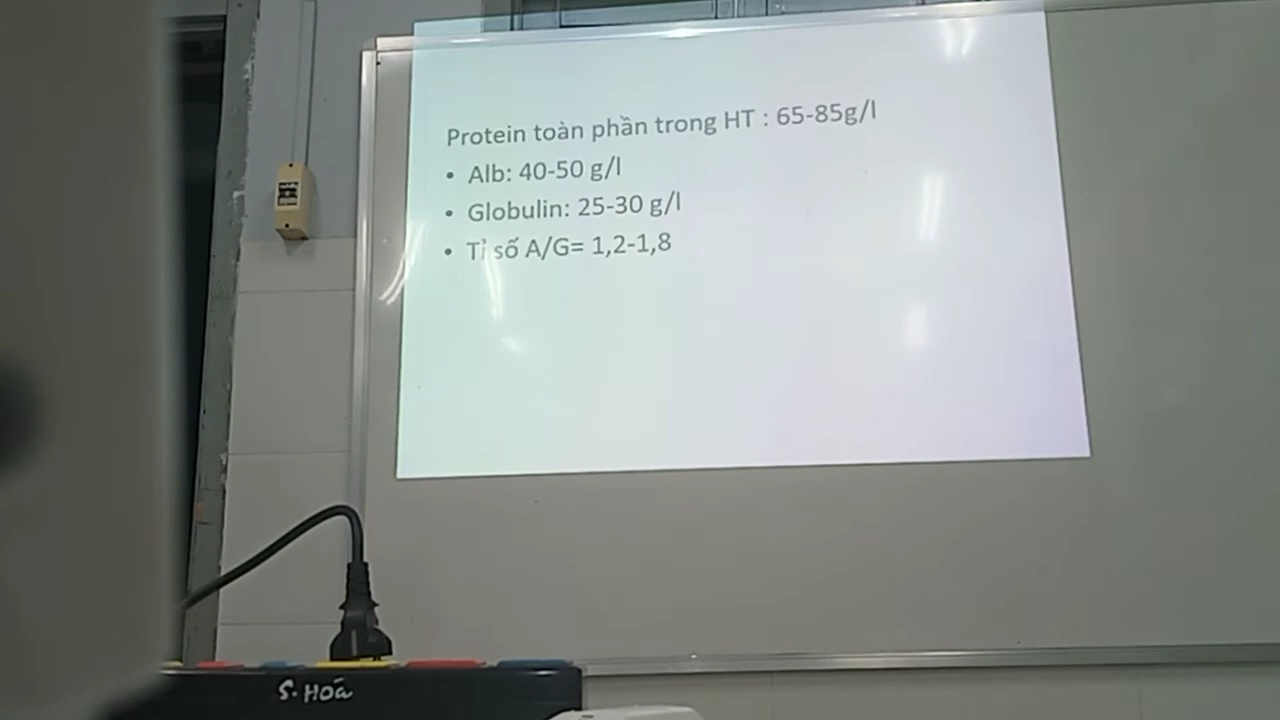 Protein toàn phần trong HT : 65-85g/l
• Alb: 40-50 g/l
• Globulin: 25-30 g/l
• Tỉ số A/G= 1,2-1,8
S. HOÁ